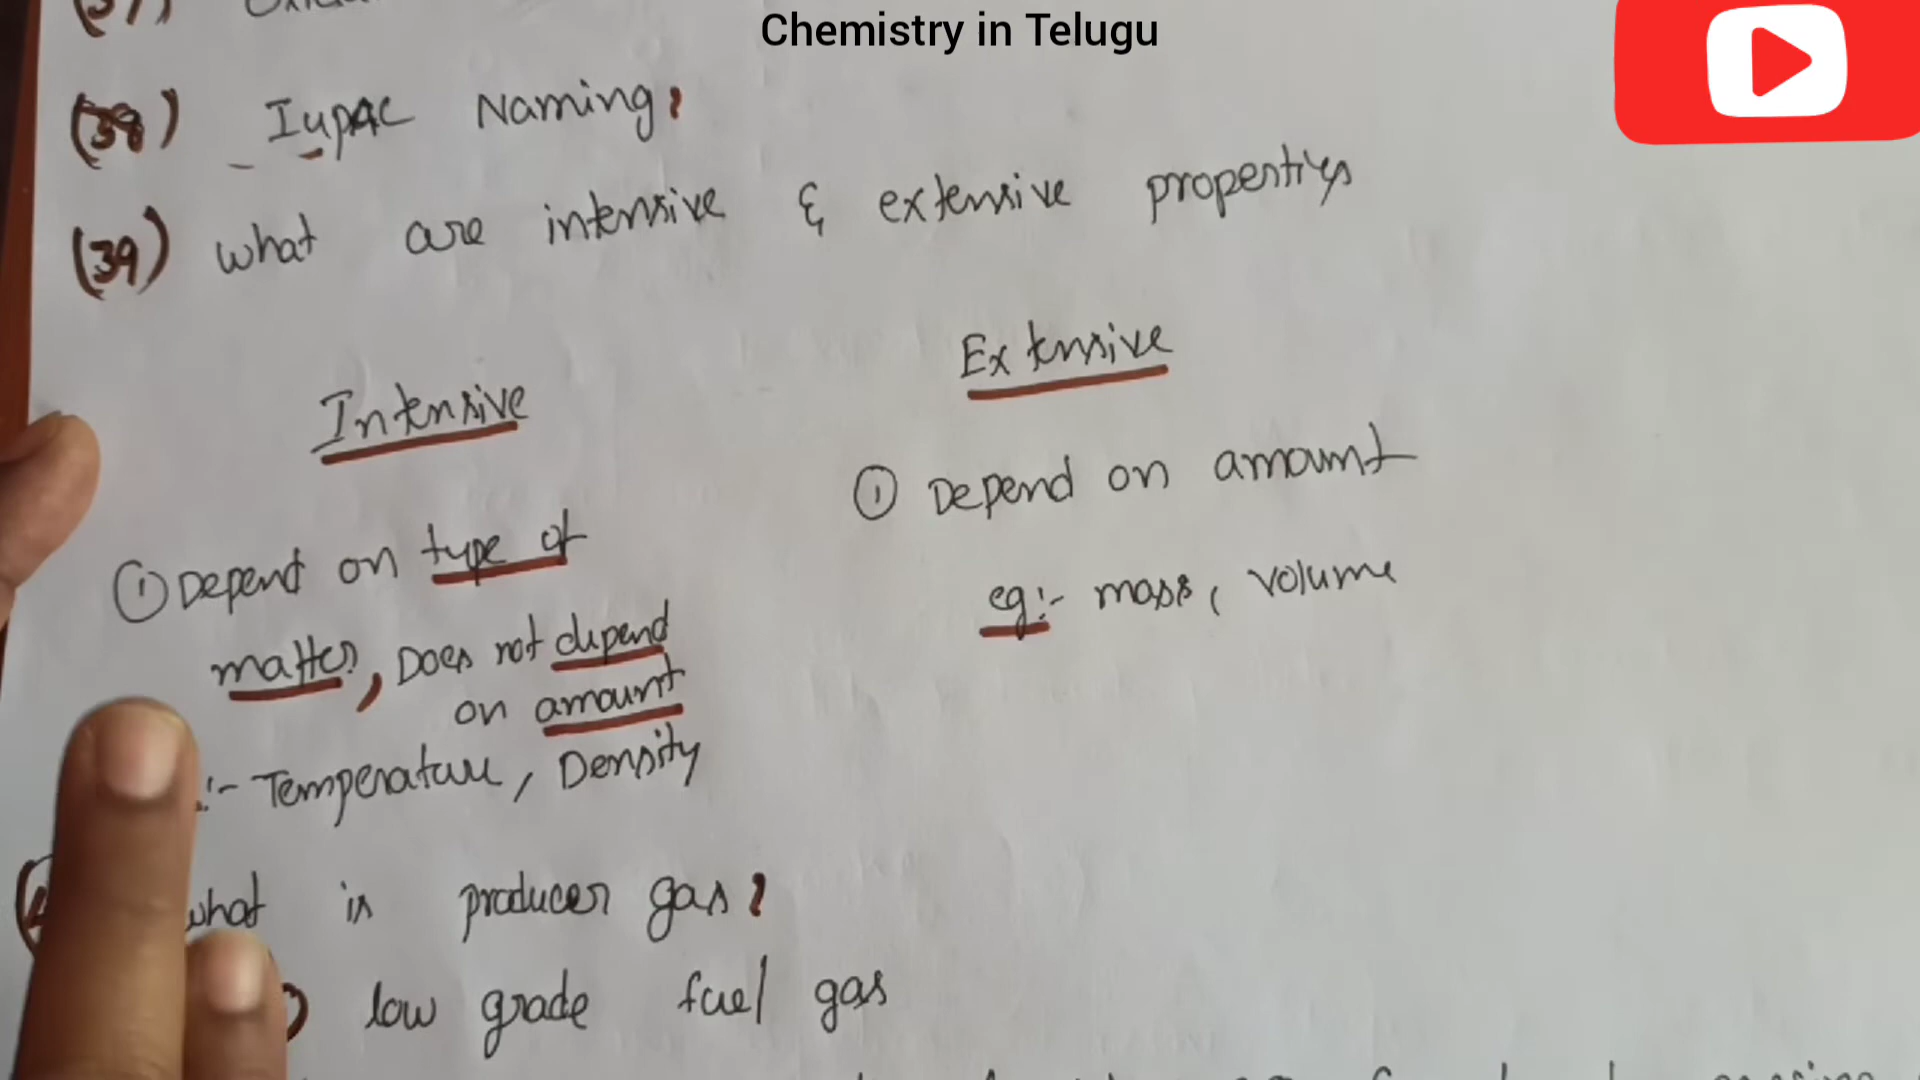 Chemistry in Telugu
(38) Iupac Naming?
(39) what are intensive & extensive properties
Intensive
① Depend on type of
matter, Does not depend
on amount
:- Temperature, Density
Extensive
① Depend on amount
eg:- mass, volume
what is producer gas?
low grade fuel gas